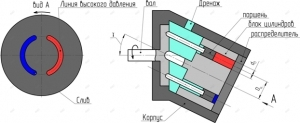 вид А
Линия высокого давления
Слив
вал
Дренаж
поршень
блок цилиндров
распределитель
Корпус
А